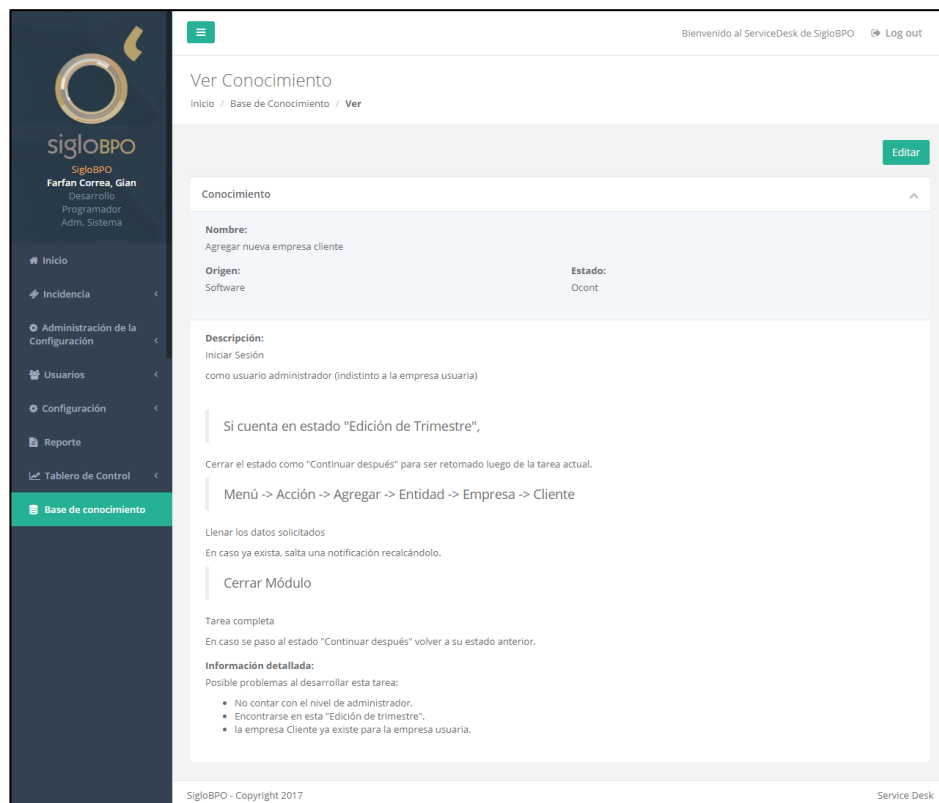 Bienvenido al ServiceDesk de SigloBPO
Log out
sigloBPO
SigloBPO
Farfan Correa, Gian
Desarrollo
Programador
Adm. Sistema
Inicio
Incidencia
Administración de la
Configuración
Usuarios
Configuración
Reporte
Tablero de Control
Base de conocimiento
Ver Conocimiento
Inicio / Base de Conocimiento / Ver
Editar
Conocimiento
Nombre:
Agregar nueva empresa cliente
Origen:
Software
Estado:
Ocont
Descripción:
Iniciar Sesión
como usuario administrador (indistinto a la empresa usuaria)
Si cuenta en estado "Edición de Trimestre",
Cerrar el estado como "Continuar después" para ser retomado luego de la tarea actual.
Menú -> Acción -> Agregar -> Entidad -> Empresa -> Cliente
Llenar los datos solicitados
En caso ya exista, salta una notificación recalcándolo.
Cerrar Módulo
Tarea completa
En caso se paso al estado "Continuar después" volver a su estado anterior.
Información detallada:
Posible problemas al desarrollar esta tarea:
No contar con el nivel de administrador.
Encontrarse en esta "Edición de trimestre".
la empresa Cliente ya existe para la empresa usuaria.
SigloBPO - Copyright 2017
Service Desk